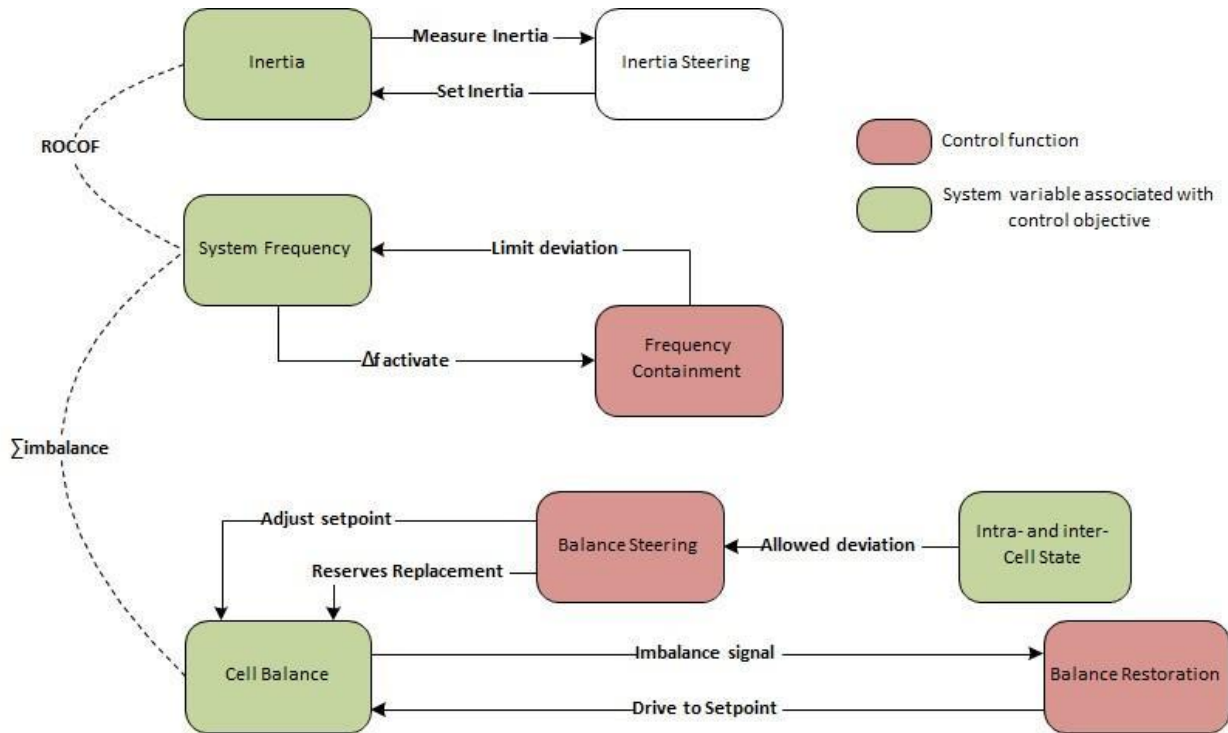 Inertia
Measure Inertia
Inertia Steering
Set Inertia
ROCOF
Control function
System variable associated with
control objective
System Frequency
Limit deviation
Δf activate
Frequency
Containment
∑imbalance
Adjust setpoint
Balance Steering
Allowed deviation
Intra- and inter-
Cell State
Reserves Replacement
Cell Balance
Imbalance signal
Balance Restoration
Drive to Setpoint